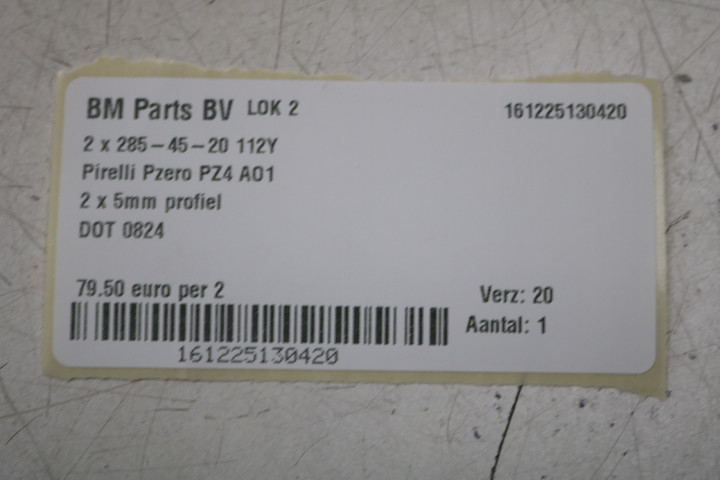 BM Parts BV LOK 2 161225130420
2 x 285-45-20 112Y
Pirelli Pzero PZ4 AO1
2 x 5mm profiel
DOT 0824
79.50 euro per 2 Verz: 20
Aantal: 1
161225130420